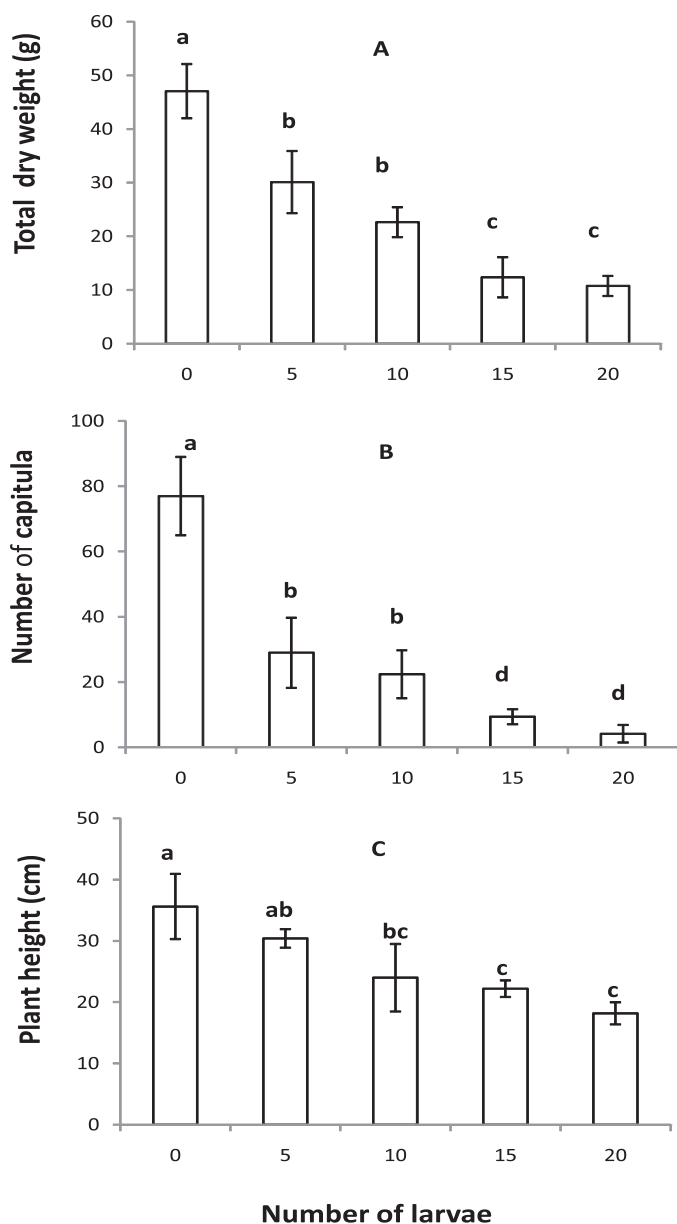 Total dry weight (g)
A
60
50
40
30
20
10
0
a
b
b
c
c
0 5 10 15 20
Number of capitula
B
100
80
60
40
20
0
a
b
b
d
d
0 5 10 15 20
Plant height (cm)
C
50
40
30
20
10
0
a
ab
bc
c
c
0 5 10 15 20
Number of larvae